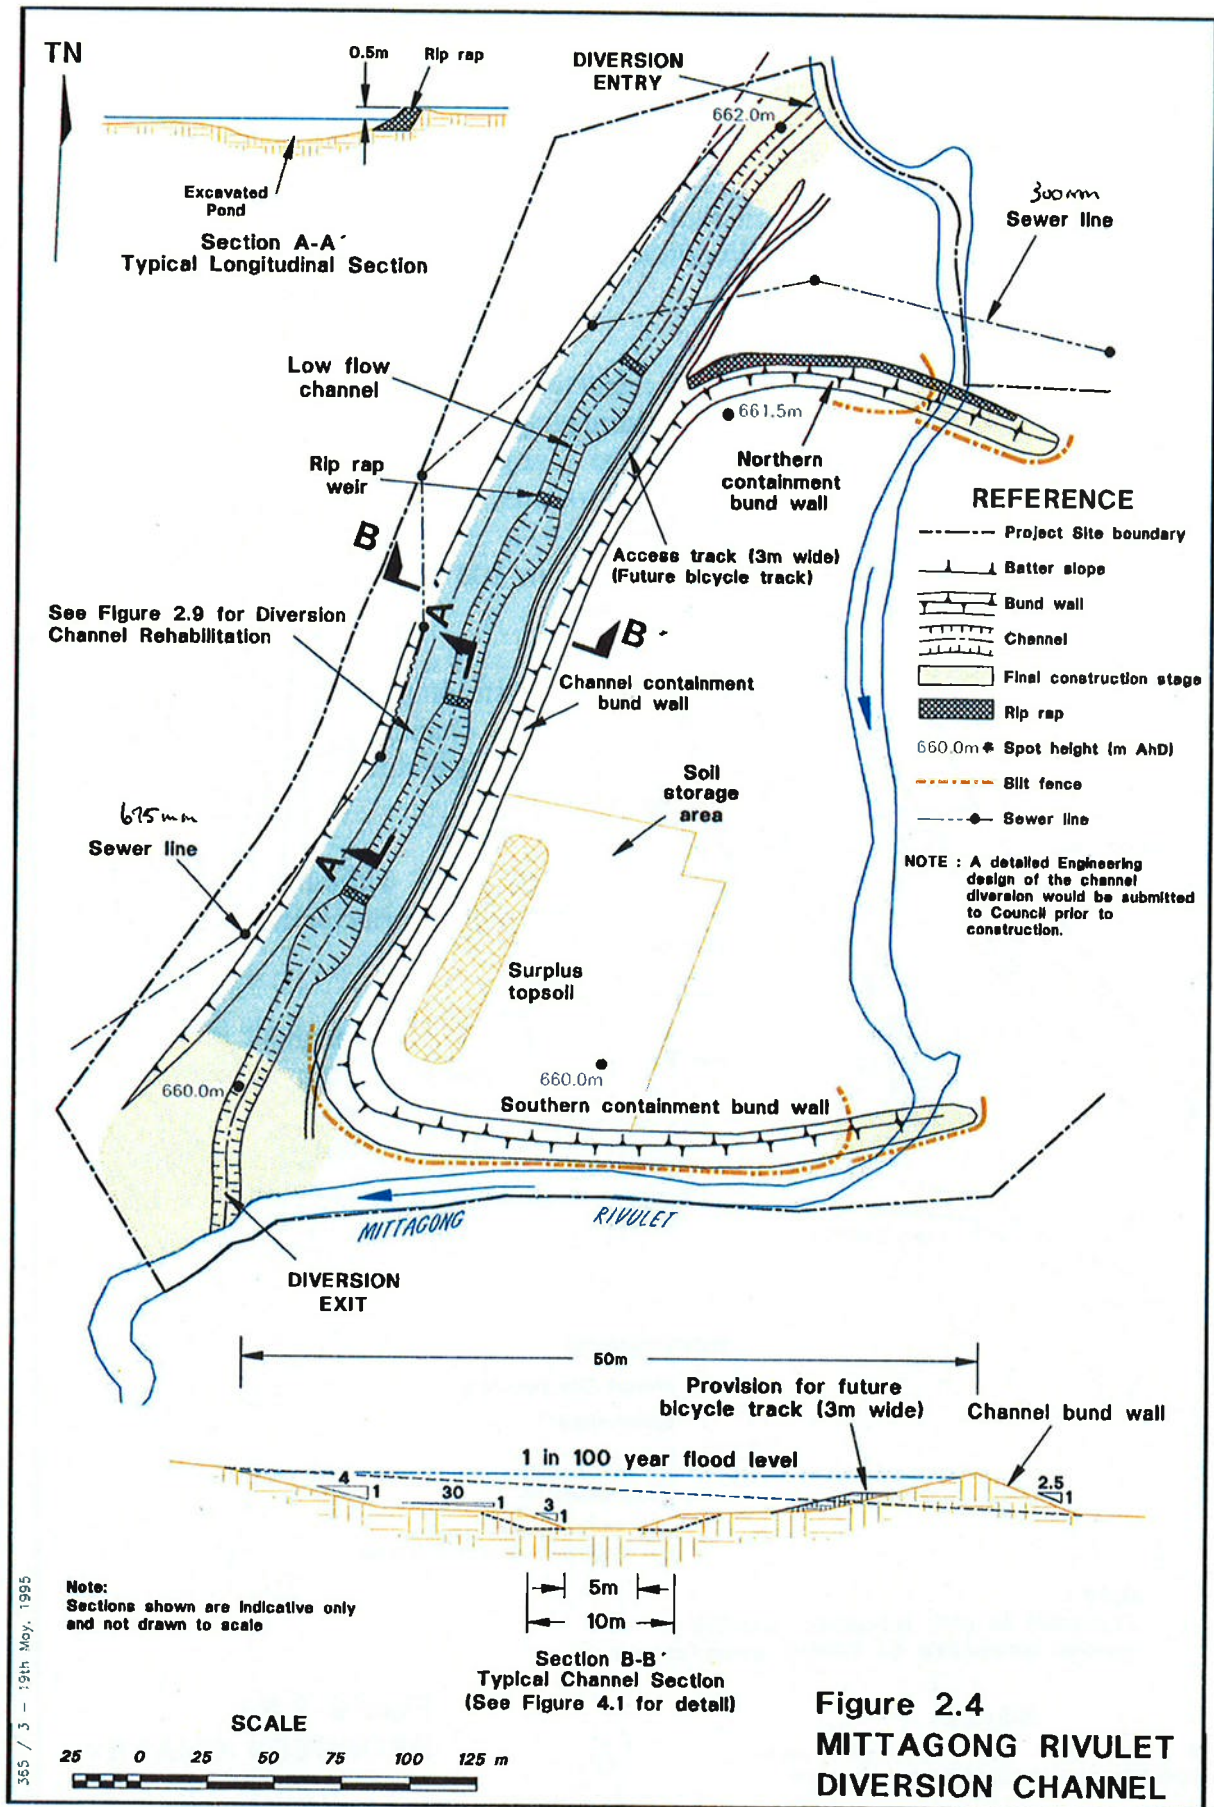 TN
0.5m
Rip rap
Excavated
Pond
Section A-A´
Typical Longitudinal Section
DIVERSION
ENTRY
662.0m
300mm
Sewer line
Low flow
channel
Rip rap
weir
661.5m
Northern
containment
bund wall
B
Access track (3m wide)
(Future bicycle track)
See Figure 2.9 for Diversion
Channel Rehabilitation
A´
B´
Channel containment
bund wall
REFERENCE
Project Site boundary
Batter slope
Bund wall
Channel
Final construction stage
Rip rap
660.0m Spot height (m AhD)
Silt fence
Sewer line
NOTE : A detailed Engineering
design of the channel
diversion would be submitted
to Council prior to
construction.
Soil
storage
area
675mm
Sewer line
A
Surplus
topsoil
660.0m
660.0m
Southern containment bund wall
MITTAGONG RIVULET
DIVERSION
EXIT
50m
Provision for future
bicycle track (3m wide)
Channel bund wall
1 in 100 year flood level
4
1
30
1
3
1
2.5
1
5m
10m
Note:
Sections shown are indicative only
and not drawn to scale
Section B-B´
Typical Channel Section
(See Figure 4.1 for detail)
SCALE
25 0 25 50 75 100 125 m
Figure 2.4
MITTAGONG RIVULET
DIVERSION CHANNEL
365 / 3 – 19th May, 1995